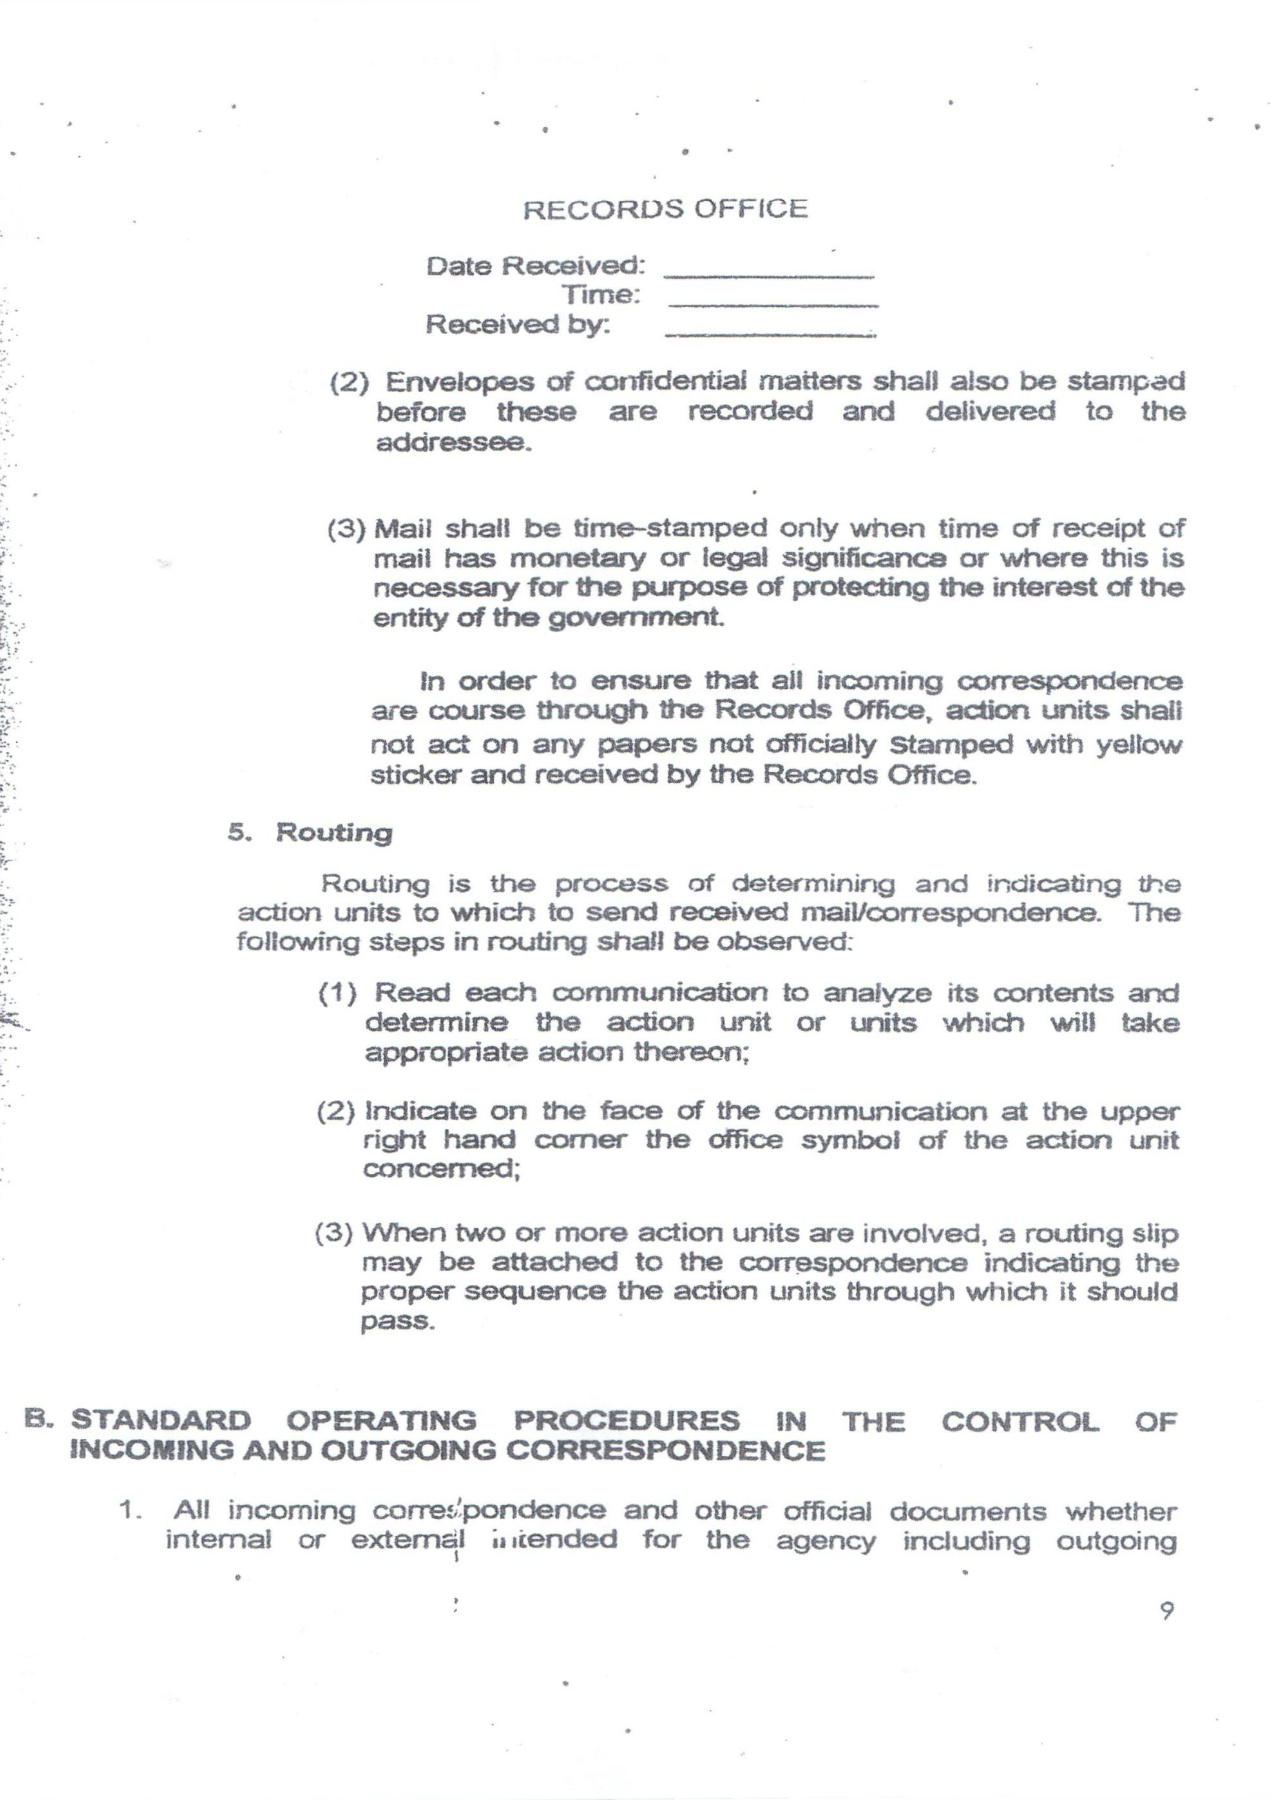 RECORDS OFFICE
Date Received: ____________
Time: ____________
Received by: ____________
(2) Envelopes of confidential matters shall also be stamped
before these are recorded and delivered to the
addressee.
(3) Mail shall be time-stamped only when time of receipt of
mail has monetary or legal significance or where this is
necessary for the purpose of protecting the interest of the
entity of the government.
In order to ensure that all incoming correspondence
are course through the Records Office, action units shall
not act on any papers not officially Stamped with yellow
sticker and received by the Records Office.
5. Routing
Routing is the process of determining and indicating the
action units to which to send received mail/correspondence. The
following steps in routing shall be observed:
(1) Read each communication to analyze its contents and
determine the action unit or units which will take
appropriate action thereon;
(2) Indicate on the face of the communication at the upper
right hand corner the office symbol of the action unit
concerned;
(3) When two or more action units are involved, a routing slip
may be attached to the correspondence indicating the
proper sequence the action units through which it should
pass.
B. STANDARD OPERATING PROCEDURES IN THE CONTROL OF
INCOMING AND OUTGOING CORRESPONDENCE
1. All incoming correspondence and other official documents whether
internal or external intended for the agency including outgoing
9